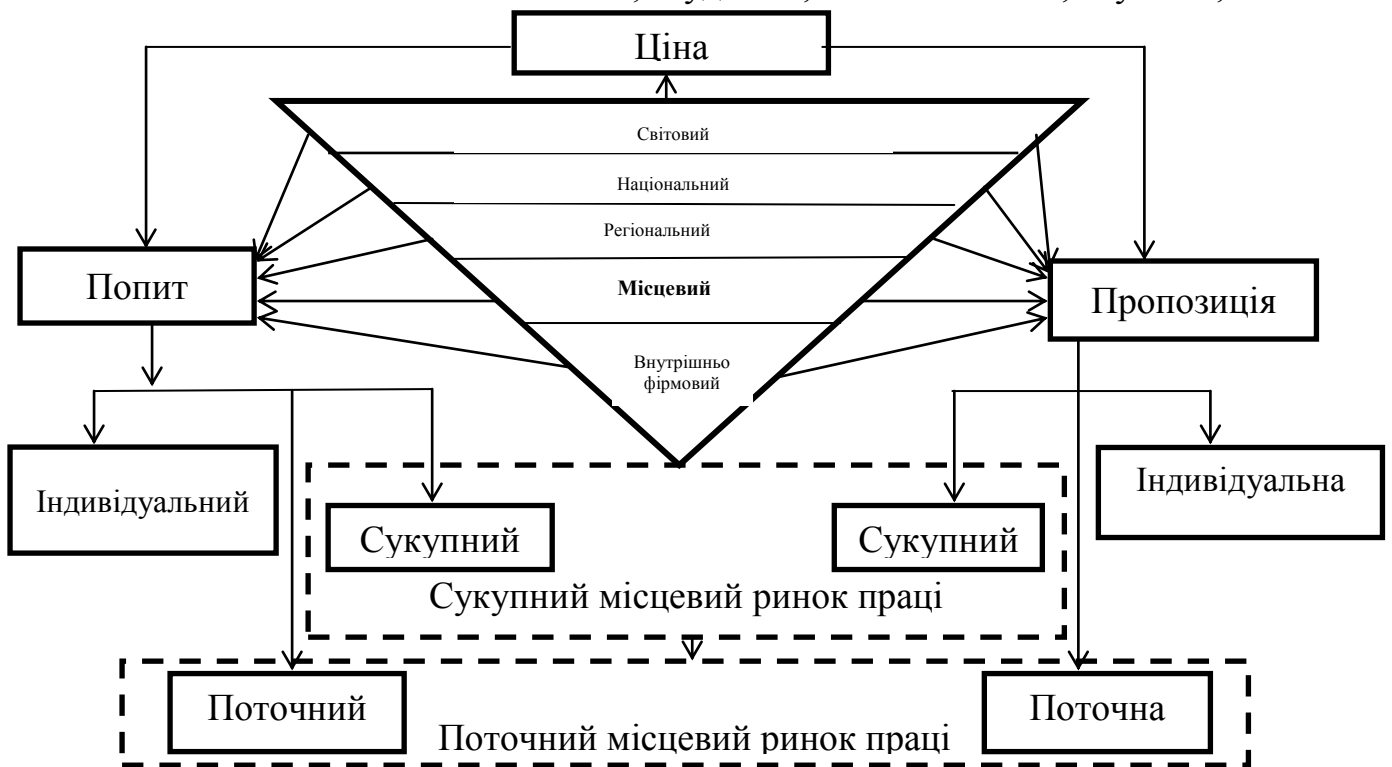 Ціна
Світовий
Національний
Регіональний
Місцевий
Внутрішньо
фірмовий
Попит
Пропозиція
Індивідуальний
Сукупний
Сукупний
Індивідуальна
Сукупний місцевий ринок праці
Поточний
Поточна
Поточний місцевий ринок праці